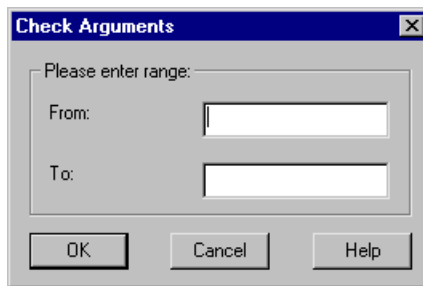 Check Arguments
Please enter range:
From:
To:
OK Cancel Help